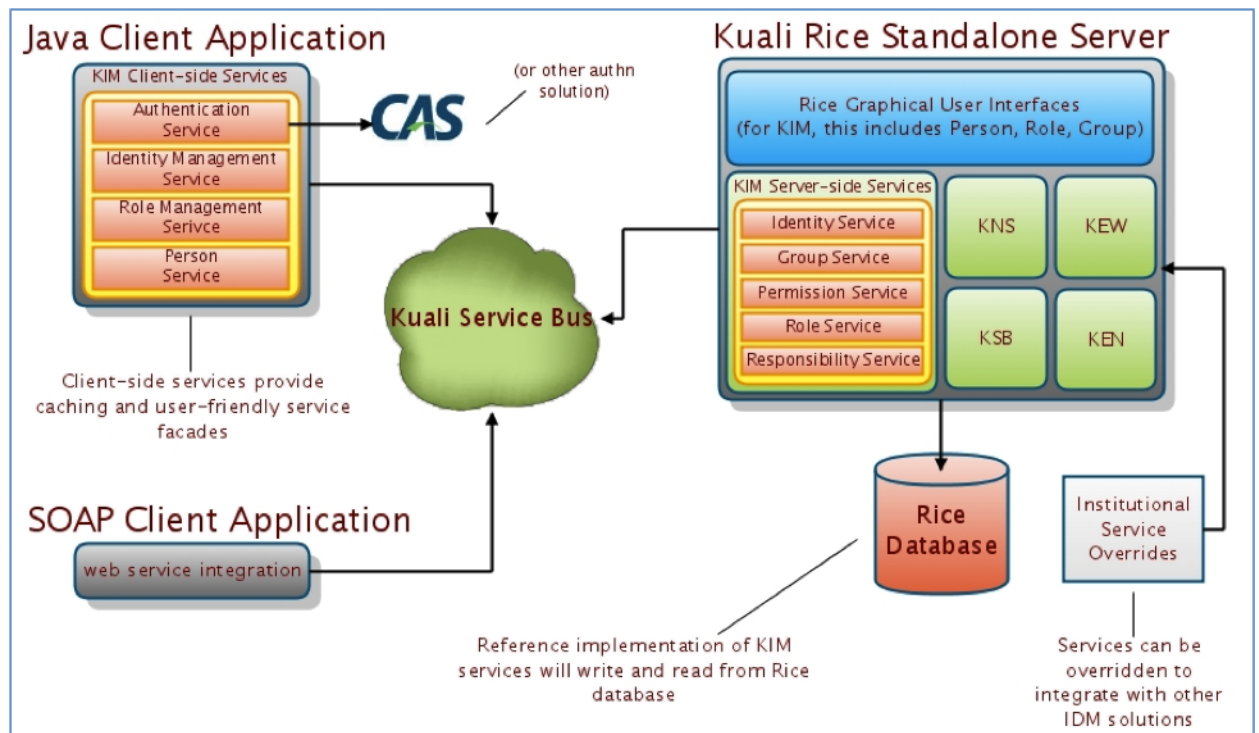 Java Client Application
KIM Client-side Services
Authentication
Service
Identity Management
Service
Role Management
Serivce
Person
Service
CAS
(or other authn
solution)
Client-side services provide
caching and user-friendly service
facades
SOAP Client Application
web service integration
Kuali Service Bus
Kuali Rice Standalone Server
Rice Graphical User Interfaces
(for KIM, this includes Person, Role, Group)
KIM Server-side Services
Identity Service
Group Service
Permission Service
Role Service
Responsibility Service
KNS
KEW
KSB
KEN
Rice
Database
Reference implementation of KIM
services will write and read from Rice
database
Institutional
Service
Overrides
Services can be
overridden to
integrate with other
IDM solutions